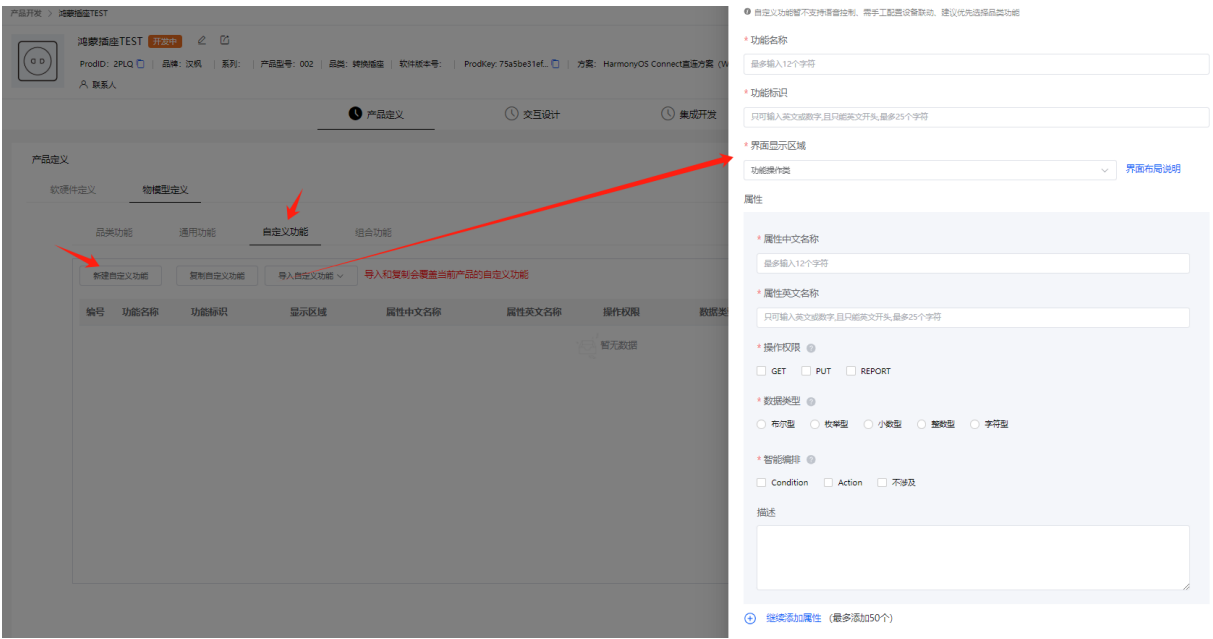 产品开发 > 鸿蒙插座TEST
鸿蒙插座TEST 开发中
ProdID: 2PLQ 品牌: 汉枫 系列: 产品型号: 002 品类: 转换插座 软件版本号: ProdKey: 75a5be31ef... 方案: HarmonyOS Connect直连方案 (W
联系人
产品定义 交互设计 集成开发
产品定义
软硬件定义 物模型定义
品类功能 通用功能 自定义功能 组合功能
新建自定义功能 复制自定义功能 导入自定义功能 导入和复制会覆盖当前产品的自定义功能
编号 功能名称 功能标识 显示区域 属性中文名称 属性英文名称 操作权限 数据类
暂无数据
自定义功能暂不支持语音控制、需手工配置设备联动、建议优先选择品类功能
* 功能名称
最多输入12个字符
* 功能标识
只可输入英文或数字,且只能英文开头,最多25个字符
* 界面显示区域
功能操作类 界面布局说明
属性
* 属性中文名称
最多输入12个字符
* 属性英文名称
只可输入英文或数字,且只能英文开头,最多25个字符
* 操作权限
GET PUT REPORT
* 数据类型
布尔型 枚举型 小数型 整数型 字符型
* 智能编排
Condition Action 不涉及
描述
继续添加属性 (最多添加50个)